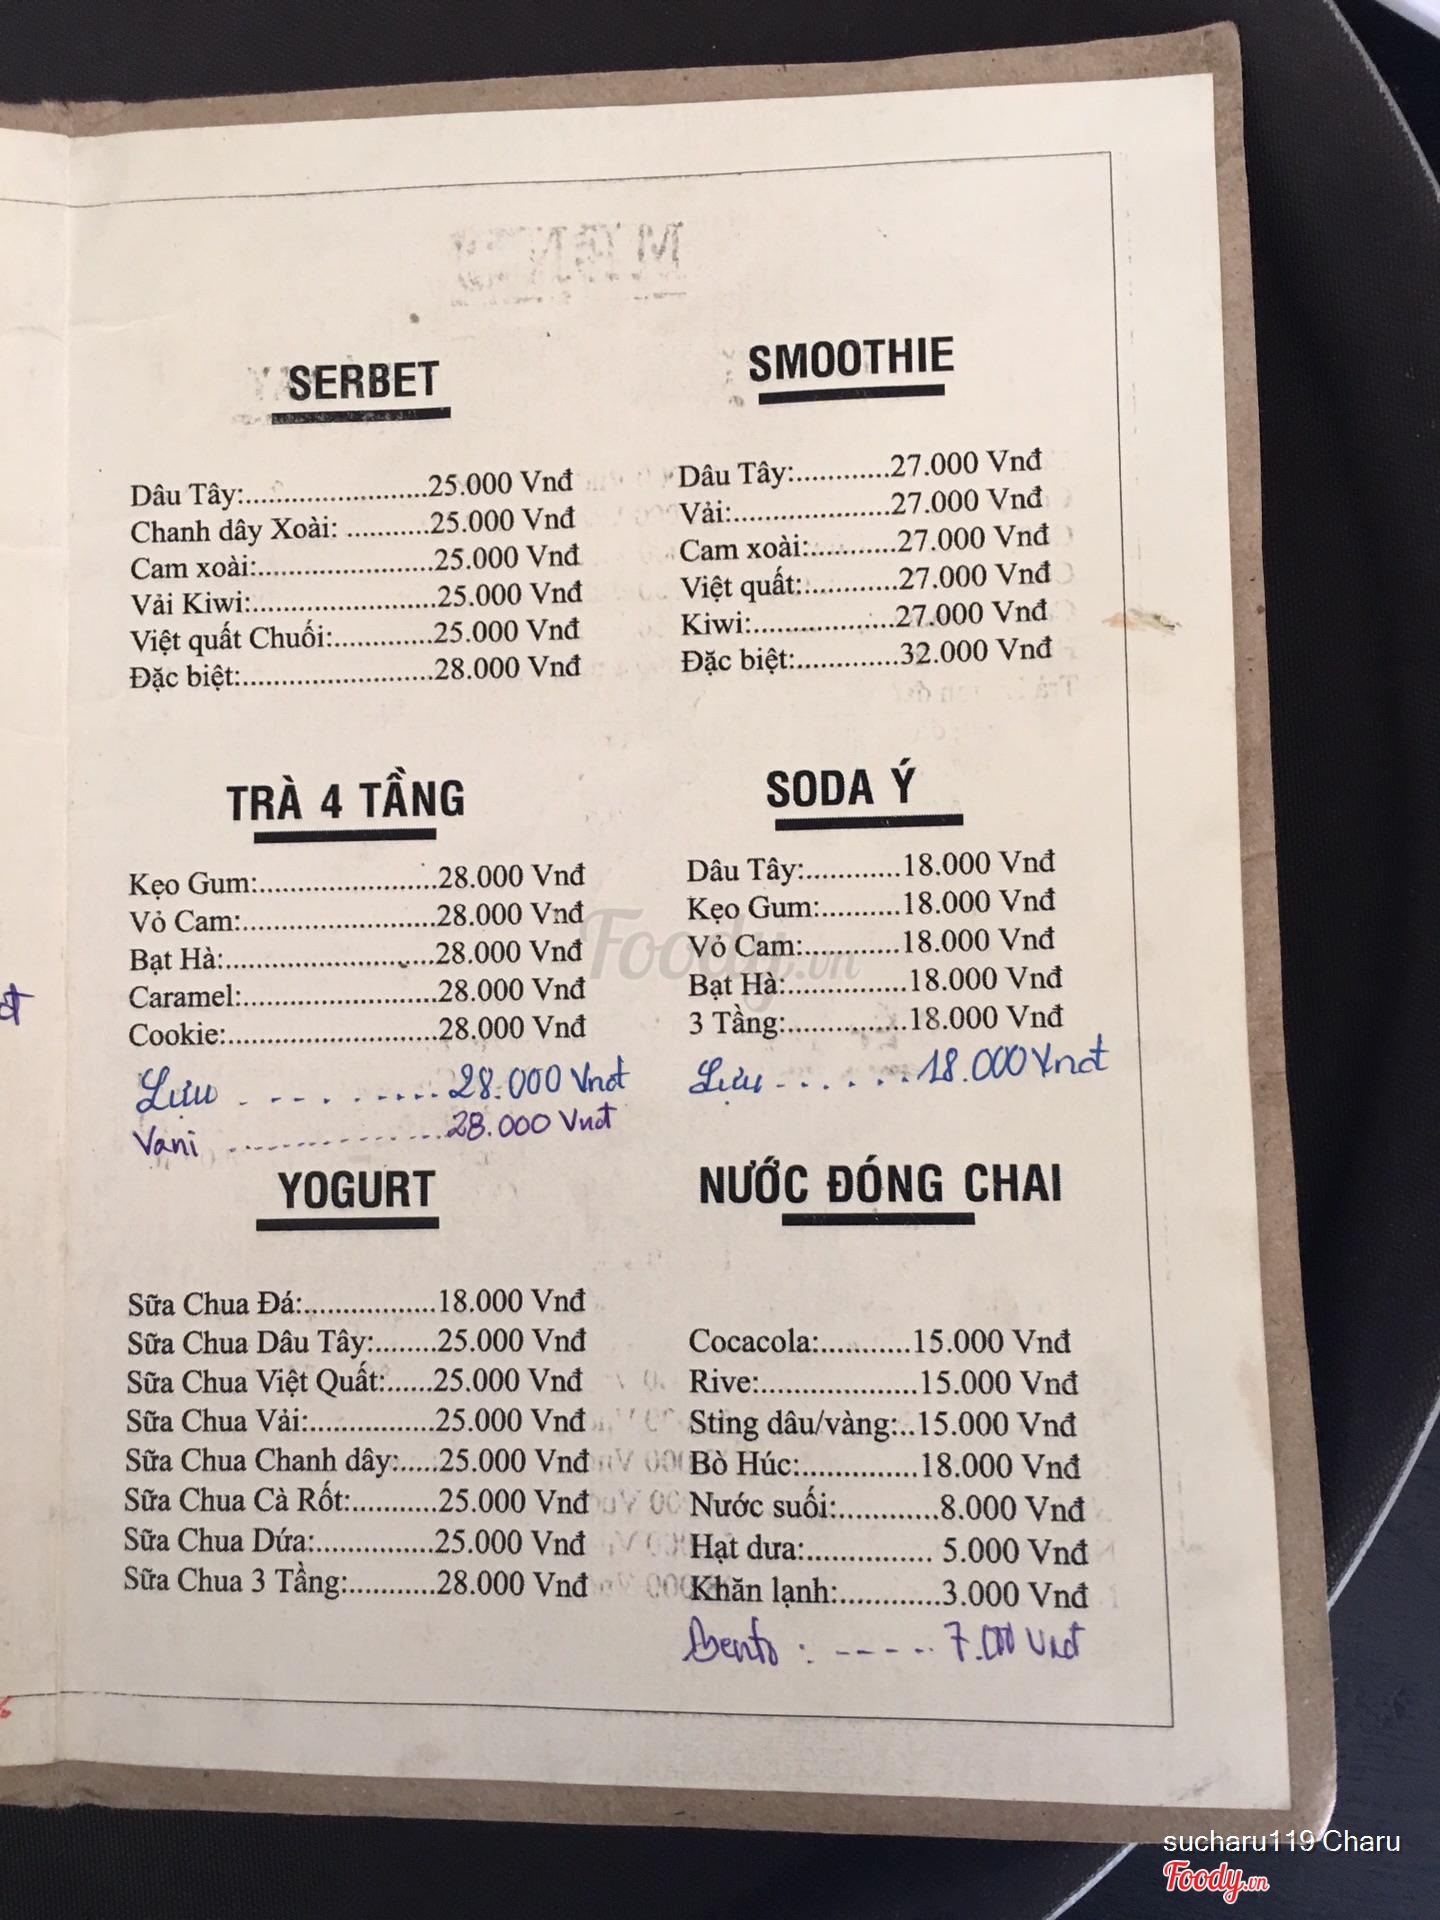 SERBET
Dâu Tây:.......................25.000 Vnđ
Chanh dây Xoài: ...........25.000 Vnđ
Cam xoài:......................25.000 Vnđ
Vải Kiwi:.......................25.000 Vnđ
Việt quất Chuối:.............25.000 Vnđ
Đặc biệt:........................28.000 Vnđ
SMOOTHIE
Dâu Tây:............27.000 Vnđ
Vải:....................27.000 Vnđ
Cam xoài:...........27.000 Vnđ
Việt quất:............27.000 Vnđ
Kiwi:..................27.000 Vnđ
Đặc biệt:.............32.000 Vnđ
TRÀ 4 TẦNG
Kẹo Gum:.......................28.000 Vnđ
Vỏ Cam:.........................28.000 Vnđ
Bạt Hà:...........................28.000 Vnđ
Caramel:.........................28.000 Vnđ
Cookie:...........................28.000 Vnđ
Lựu ..........28.000 Vnđ
Vani ................28.000 Vnđ
SODA Ý
Dâu Tây:............18.000 Vnđ
Kẹo Gum:..........18.000 Vnđ
Vỏ Cam:............18.000 Vnđ
Bạt Hà:...............18.000 Vnđ
3 Tầng:...............18.000 Vnđ
Lựu .......18.000 Vnđ
YOGURT
Sữa Chua Đá:.................18.000 Vnđ
Sữa Chua Dâu Tây:........25.000 Vnđ
Sữa Chua Việt Quất:......25.000 Vnđ
Sữa Chua Vải:................25.000 Vnđ
Sữa Chua Chanh dây:.....25.000 Vnđ
Sữa Chua Cà Rốt:...........25.000 Vnđ
Sữa Chua Dứa:...............25.000 Vnđ
Sữa Chua 3 Tầng:...........28.000 Vnđ
NƯỚC ĐÓNG CHAI
Cocacola:............15.000 Vnđ
Rive:....................15.000 Vnđ
Sting dâu/vàng:..15.000 Vnđ
Bò Húc:...............18.000 Vnđ
Nước suối:.............8.000 Vnđ
Hạt dưa:................ 5.000 Vnđ
Khăn lạnh:.............3.000 Vnđ
Bento : ------ 7.000 Vnđ
Foody.vn
sucharu119 Charu
Foody.vn